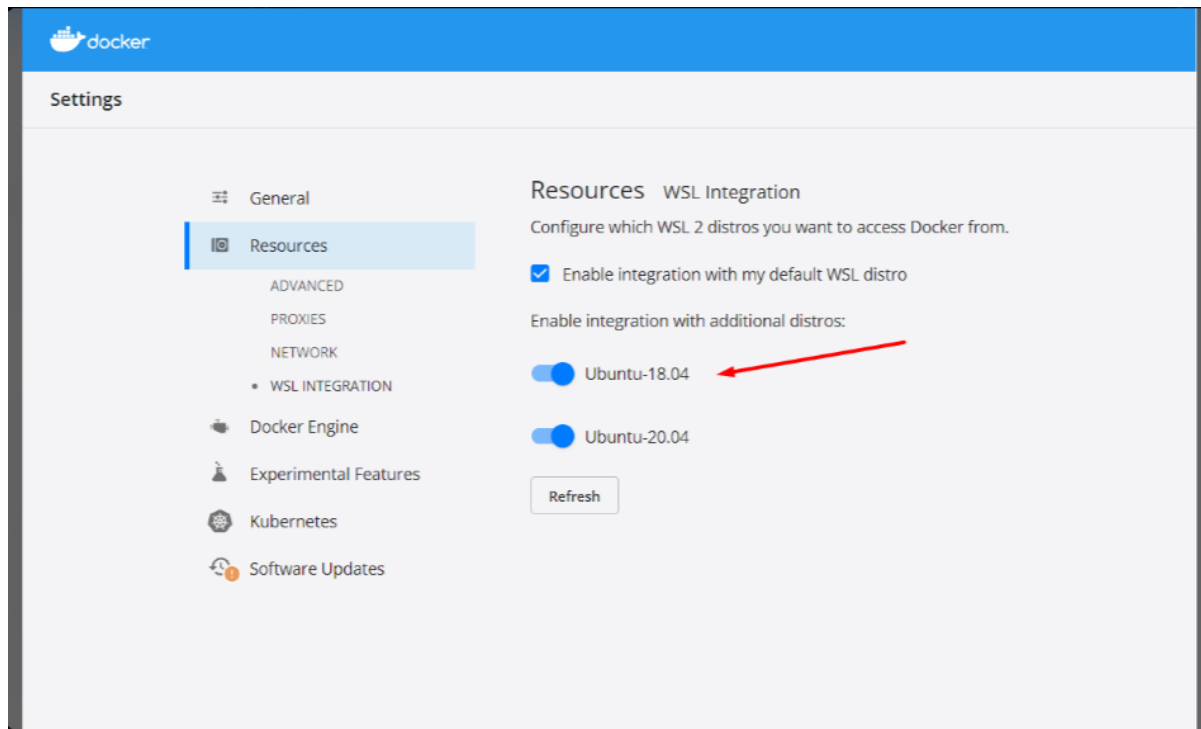 docker
Settings
General
Resources
ADVANCED
PROXIES
NETWORK
WSL INTEGRATION
Docker Engine
Experimental Features
Kubernetes
Software Updates
Resources WSL Integration
Configure which WSL 2 distros you want to access Docker from.
Enable integration with my default WSL distro
Enable integration with additional distros:
Ubuntu-18.04
Ubuntu-20.04
Refresh